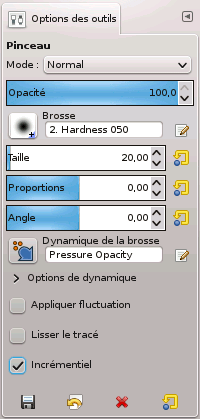 Options des outils
Pinceau
Mode : Normal
Opacité 100,0
Brosse
2. Hardness 050
Taille 20,00
Proportions 0,00
Angle 0,00
Dynamique de la brosse
Pressure Opacity
Options de dynamique
Appliquer fluctuation
Lisser le tracé
Incrémentiel